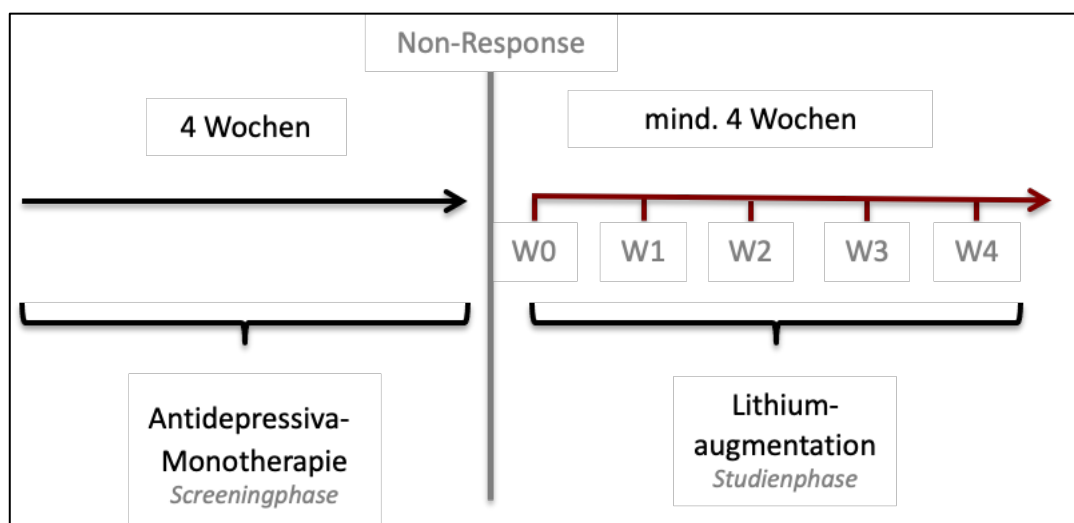 Non-Response
4 Wochen
mind. 4 Wochen
W0
W1
W2
W3
W4
Antidepressiva-
Monotherapie
Screeningphase
Lithium-
augmentation
Studienphase